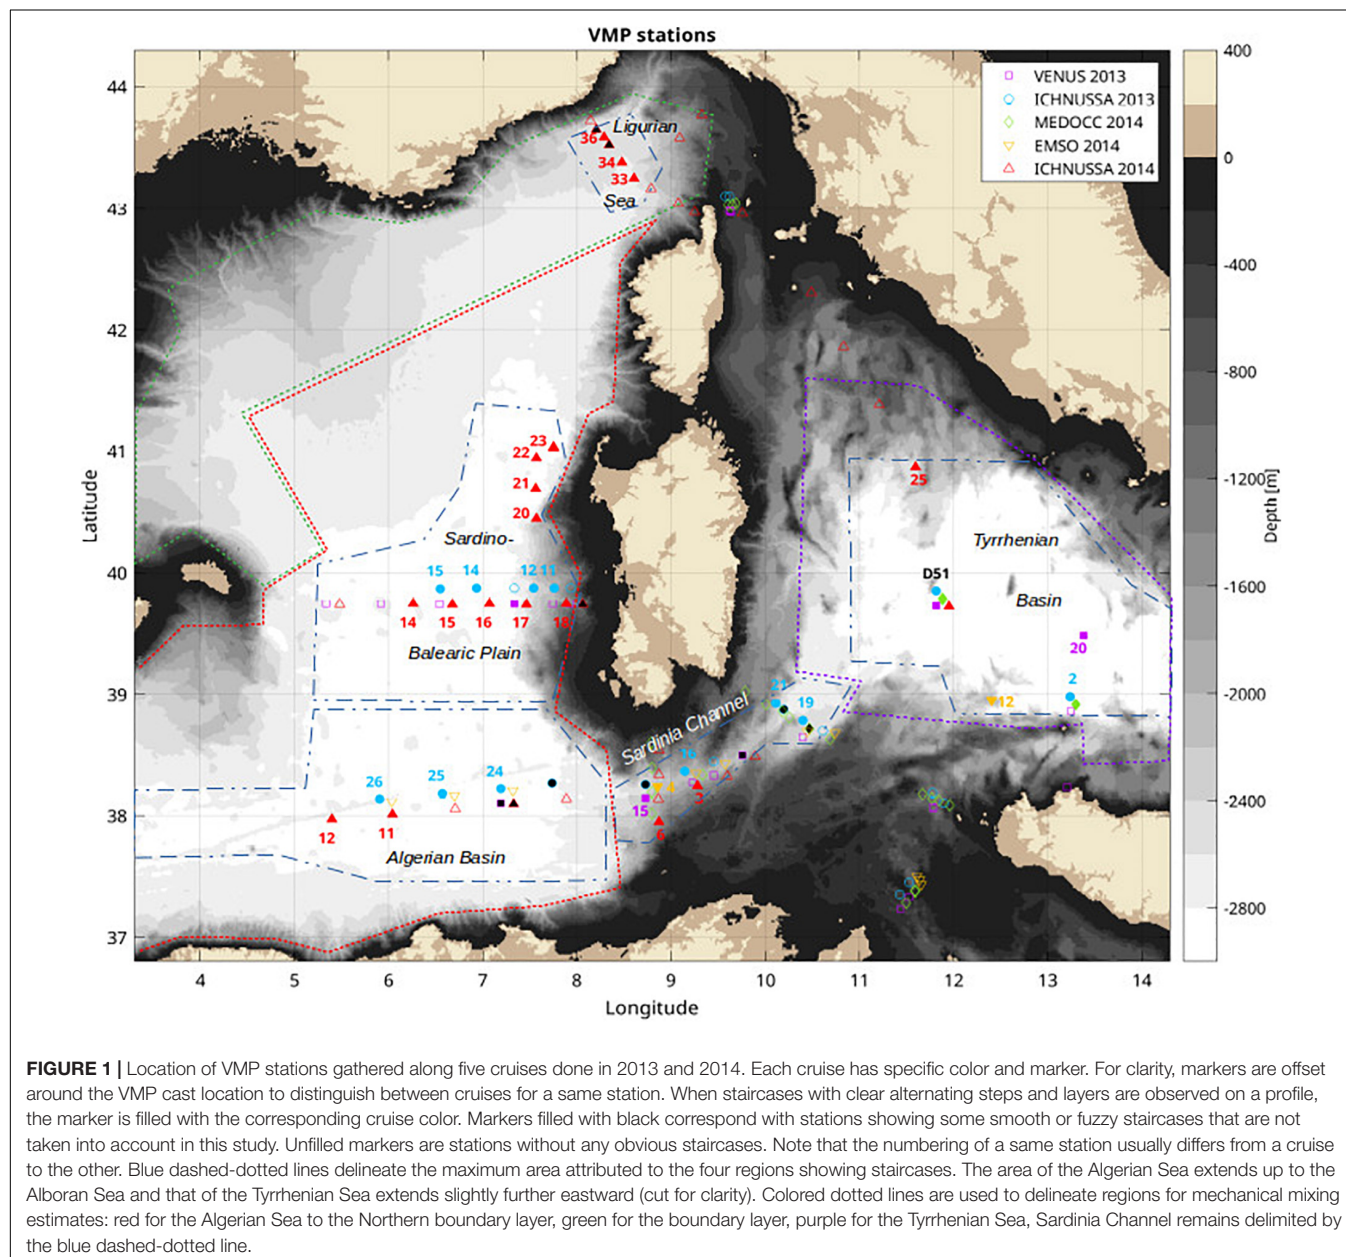 VMP stations
VENUS 2013
ICHNUSSA 2013
MEDOCC 2014
EMSO 2014
ICHNUSSA 2014
400
0
-400
-800
-1200
-1600
-2000
-2400
-2800
Depth [m]
44
43
42
41
40
39
38
37
Latitude
Ligurian
36
34
33
Sea
23
22
21
20
Sardino-
15
14
12
11
14
15
16
17
18
Balearic Plain
25
Tyrrhenian
D51
Basin
20
2
12
21
19
Sardinia Channel
16
4
3
15
6
26
25
24
12
11
Algerian Basin
4
5
6
7
8
9
10
11
12
13
14
Longitude
FIGURE 1 | Location of VMP stations gathered along five cruises done in 2013 and 2014. Each cruise has specific color and marker. For clarity, markers are offset
around the VMP cast location to distinguish between cruises for a same station. When staircases with clear alternating steps and layers are observed on a profile,
the marker is filled with the corresponding cruise color. Markers filled with black correspond with stations showing some smooth or fuzzy staircases that are not
taken into account in this study. Unfilled markers are stations without any obvious staircases. Note that the numbering of a same station usually differs from a cruise
to the other. Blue dashed-dotted lines delineate the maximum area attributed to the four regions showing staircases. The area of the Algerian Sea extends up to the
Alboran Sea and that of the Tyrrhenian Sea extends slightly further eastward (cut for clarity). Colored dotted lines are used to delineate regions for mechanical mixing
estimates: red for the Algerian Sea to the Northern boundary layer, green for the boundary layer, purple for the Tyrrhenian Sea, Sardinia Channel remains delimited by
the blue dashed-dotted line.